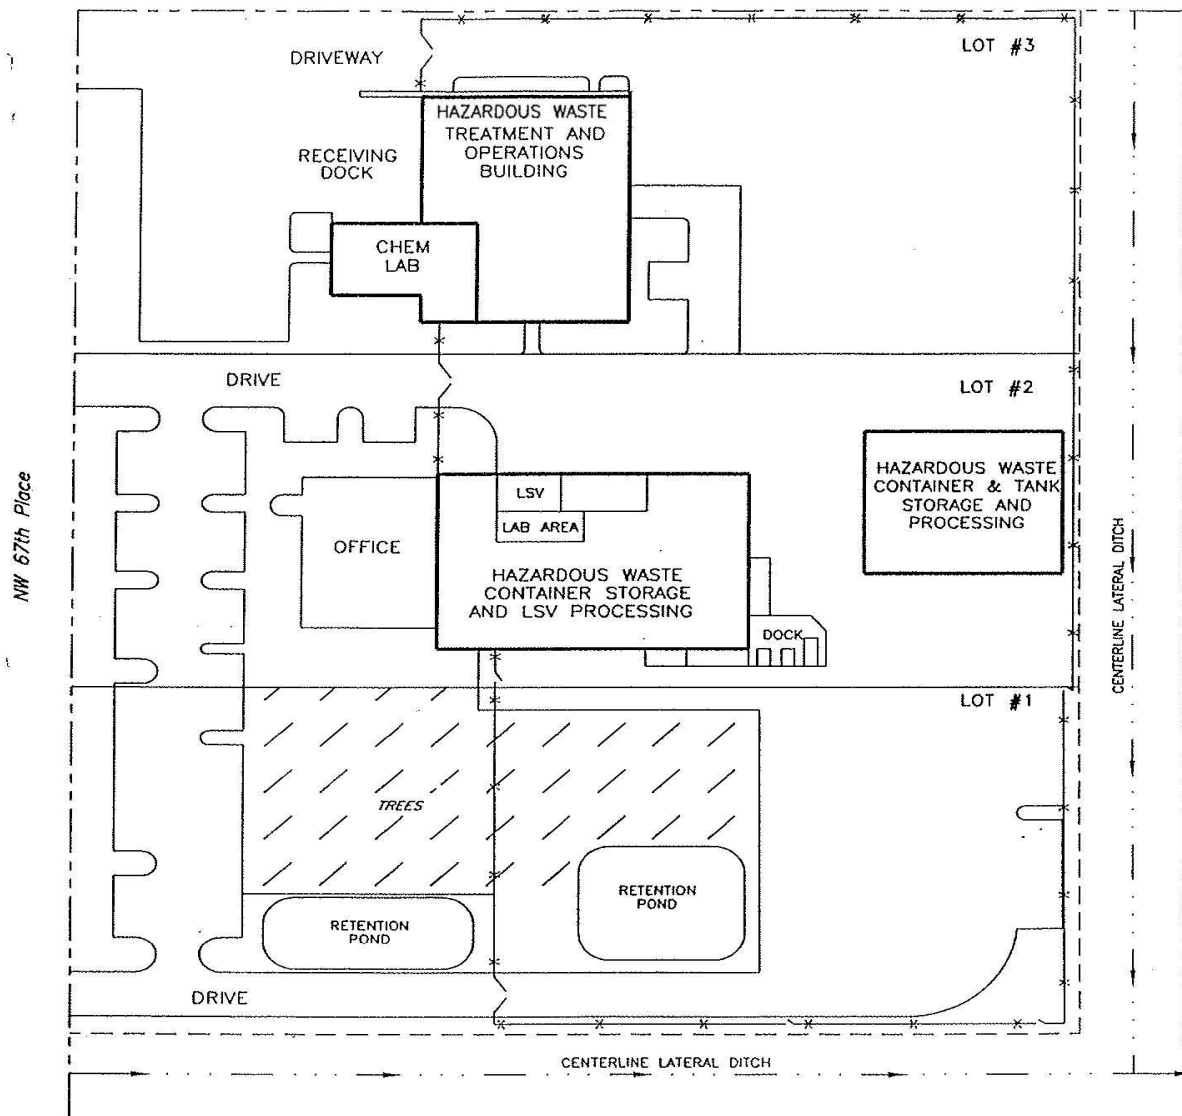 LOT #3
DRIVEWAY
HAZARDOUS WASTE
TREATMENT AND
OPERATIONS
BUILDING
RECEIVING
DOCK
CHEM
LAB
DRIVE
LOT #2
HAZARDOUS WASTE
CONTAINER & TANK
STORAGE AND
PROCESSING
LSV
LAB AREA
OFFICE
HAZARDOUS WASTE
CONTAINER STORAGE
AND LSV PROCESSING
DOCK
NW 67th Place
CENTERLINE LATERAL DITCH
LOT #1
TREES
RETENTION
POND
RETENTION
POND
DRIVE
CENTERLINE LATERAL DITCH